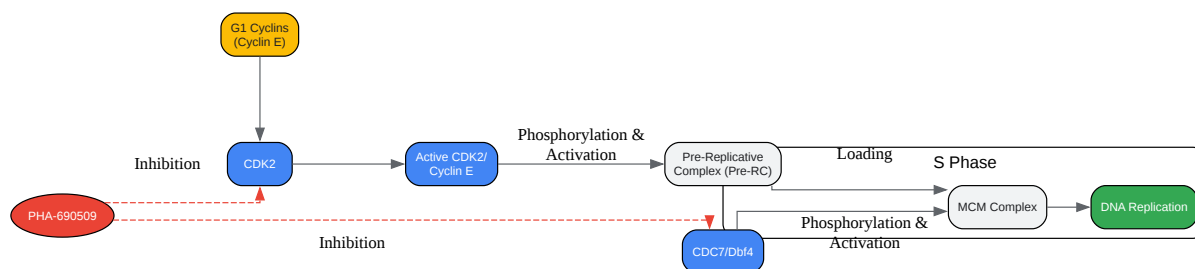 G1 Cyclins
(Cyclin E)
Phosphorylation &
Activation
Inhibition
CDK2
Active CDK2/
Cyclin E
Pre-Replicative
Complex (Pre-RC)
Loading
S Phase
PHA-690509
MCM Complex
DNA Replication
Phosphorylation &
Activation
Inhibition
CDC7/Dbf4